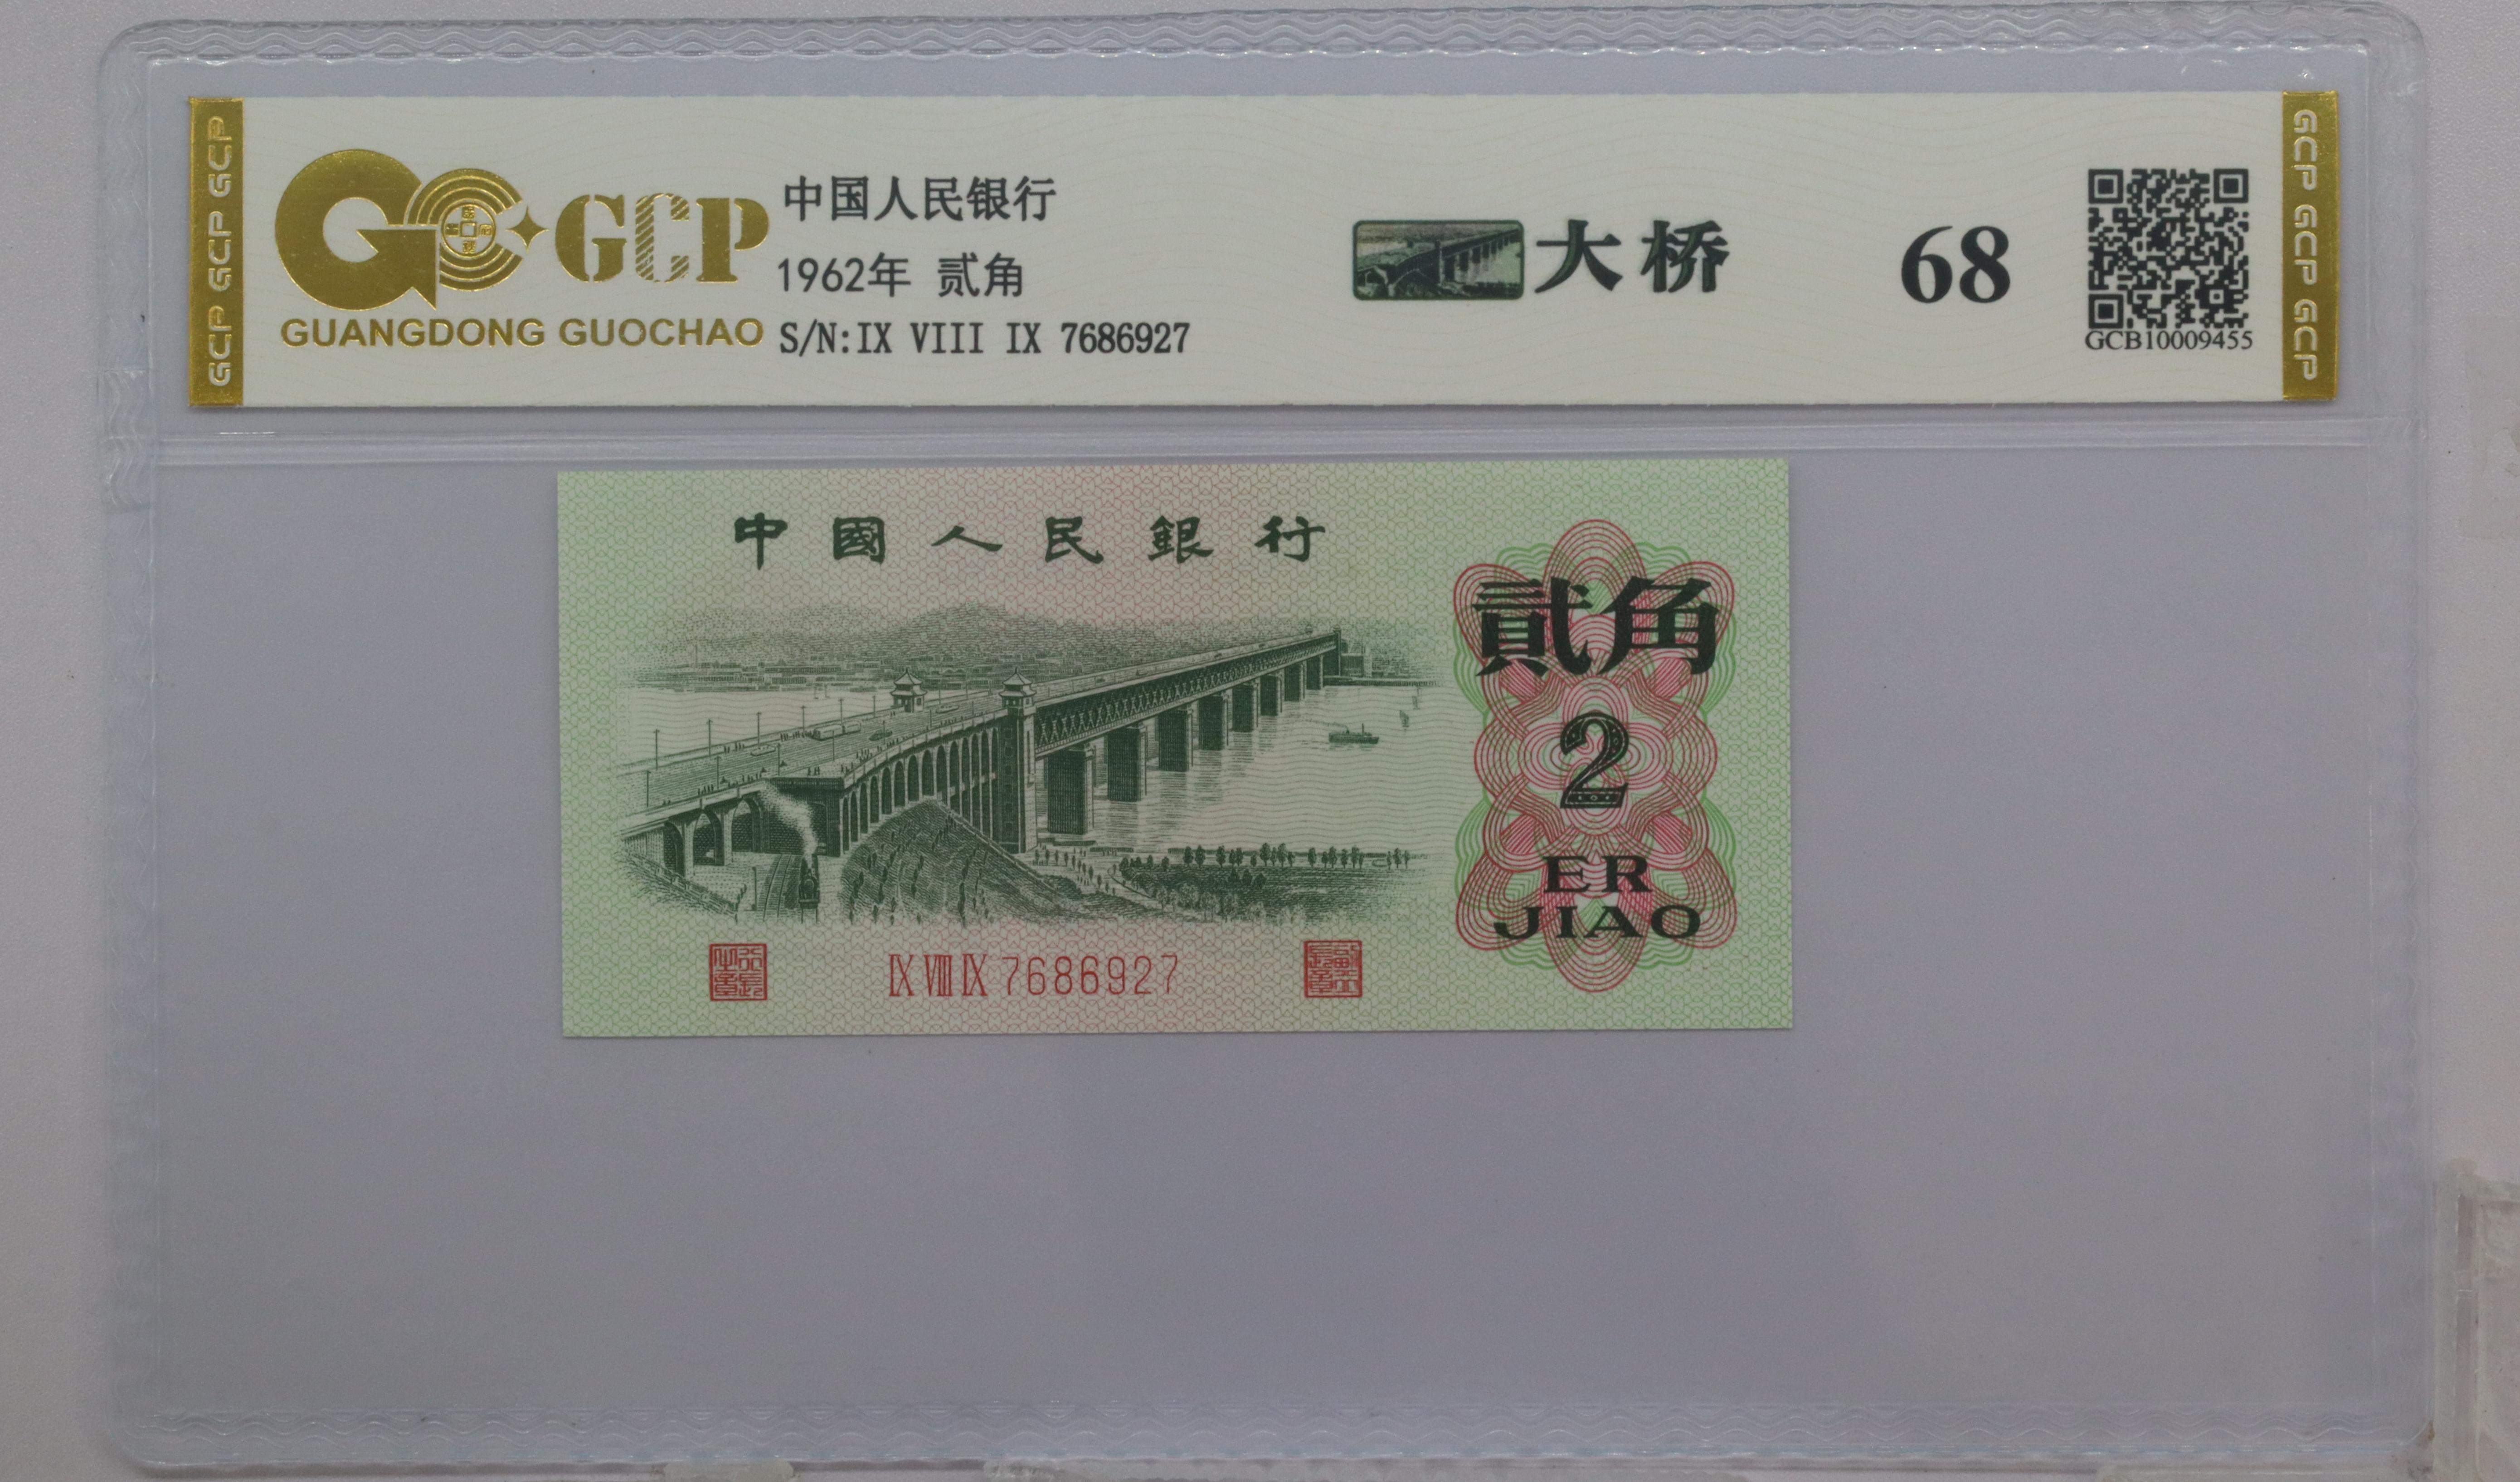 GCP GCP GCP
GCP
GUANGDONG GUOCHAO
中国人民银行
1962年 贰角
S/N:IX VIII IX 7686927
大桥
68
GCB10009455
GCP GCP GCP
中國人民銀行
貳角
2
ER
JIAO
IX VIII IX 7686927